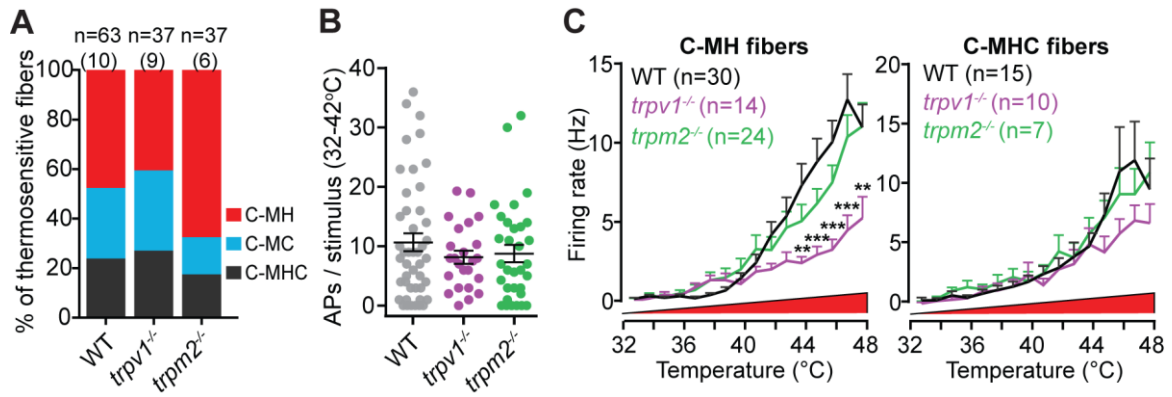 A
n=63 n=37 n=37
(10) (9) (6)
% of thermosensitive fibers
100
80
60
40
20
0
WT
trpv1-/-
trpm2-/-
C-MH
C-MC
C-MHC
B
APs / stimulus (32-42°C)
40
30
20
10
0
WT
trpv1-/-
trpm2-/-
C
C-MH fibers
WT (n=30)
trpv1-/- (n=14)
trpm2-/- (n=24)
Firing rate (Hz)
15
10
5
0
**
***
***
***
**
32 36 40 44 48
Temperature (°C)
C-MHC fibers
WT (n=15)
trpv1-/- (n=10)
trpm2-/- (n=7)
20
15
10
5
0
32 36 40 44 48
Temperature (°C)